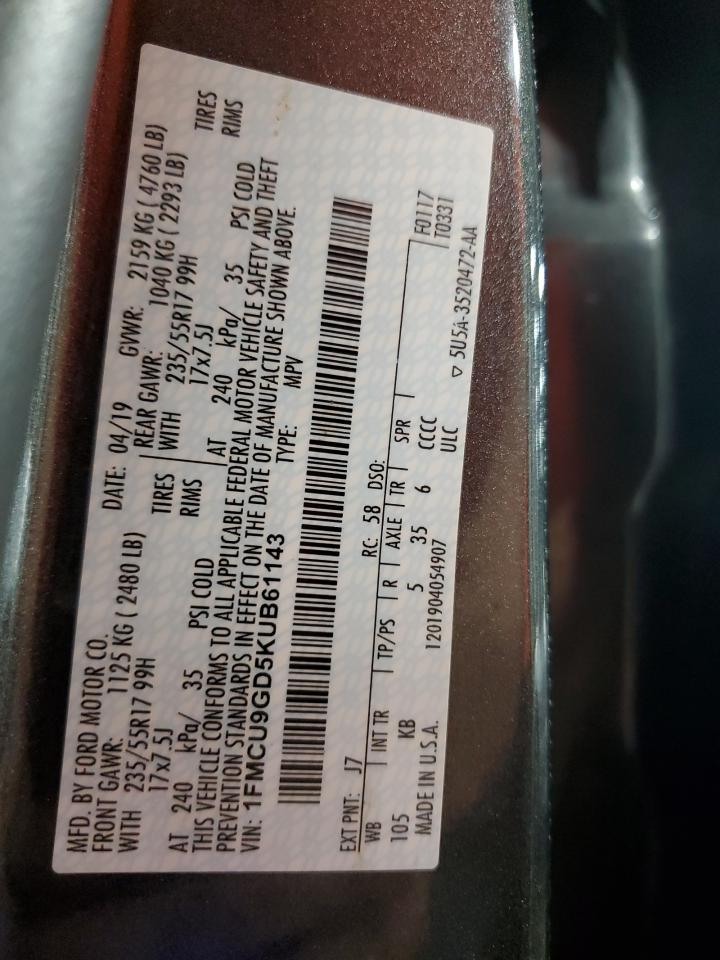 MFD. BY FORD MOTOR CO. DATE: 04/19 GVWR: 2159 KG ( 4760 LB)
FRONT GAWR: 1125 KG ( 2480 LB) REAR GAWR: 1040 KG ( 2293 LB)
WITH 235/55R17 99H TIRES WITH 235/55R17 99H TIRES
17x7.5J RIMS 17x7.5J RIMS
AT 240 kPa/ 35 PSI COLD AT 240 kPa/ 35 PSI COLD
THIS VEHICLE CONFORMS TO ALL APPLICABLE FEDERAL MOTOR VEHICLE SAFETY AND THEFT
PREVENTION STANDARDS IN EFFECT ON THE DATE OF MANUFACTURE SHOWN ABOVE.
VIN: 1FMCU9GD5KUB61143 TYPE: MPV
EXT PNT: J7 RC: 58 DSO:
WB INT TR TP/PS R AXLE TR SPR F0117
T0331
105 KB 5 35 6 CCCC
MADE IN U.S.A. 1201904054907 ULC ▽ 5U5A-3520472-AA